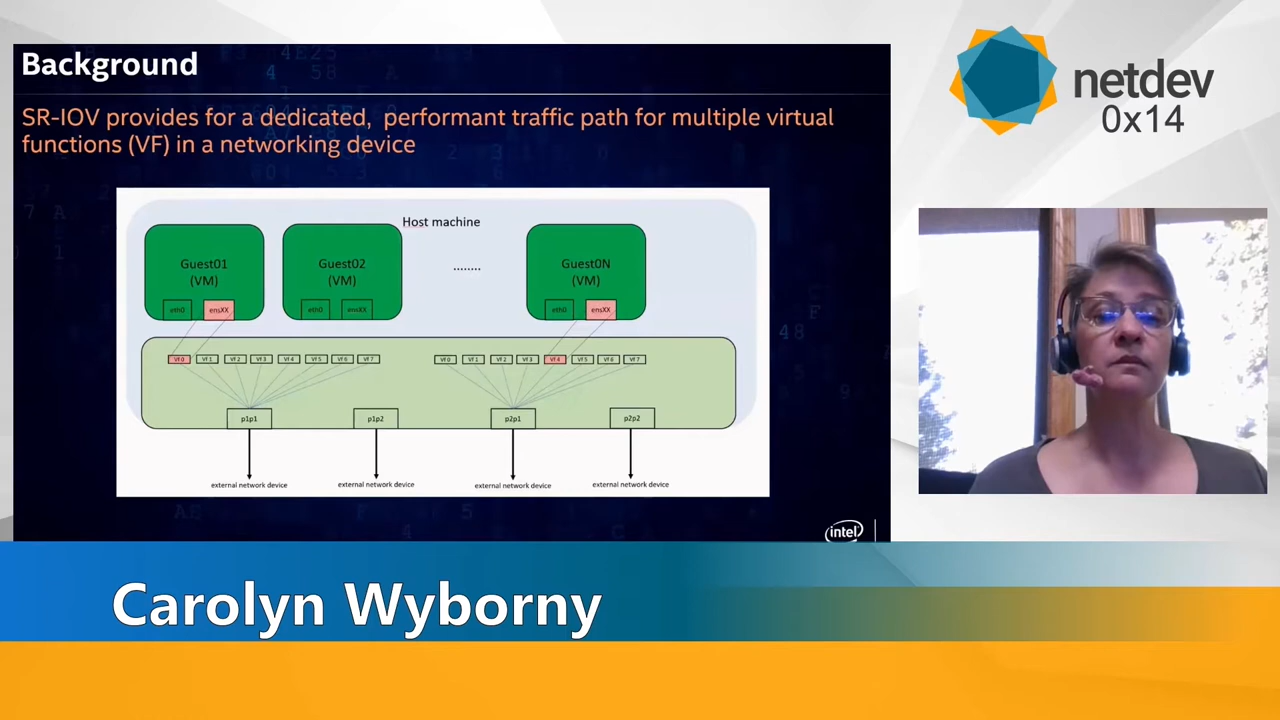 Background
SR-IOV provides for a dedicated, performant traffic path for multiple virtual
functions (VF) in a networking device
Host machine
Guest01
(VM)
eth0 ensXX
Guest02
(VM)
eth0 ensXX
........
Guest0N
(VM)
eth0 ensXX
Vf 0 Vf 1 Vf 2 Vf 3 Vf 4 Vf 5 Vf 6 Vf 7
Vf 0 Vf 1 Vf 2 Vf 3 Vf 4 Vf 5 Vf 6 Vf 7
p1p1 p1p2 p2p1 p2p2
external network device external network device external network device external network device
intel
netdev
0x14
Carolyn Wyborny